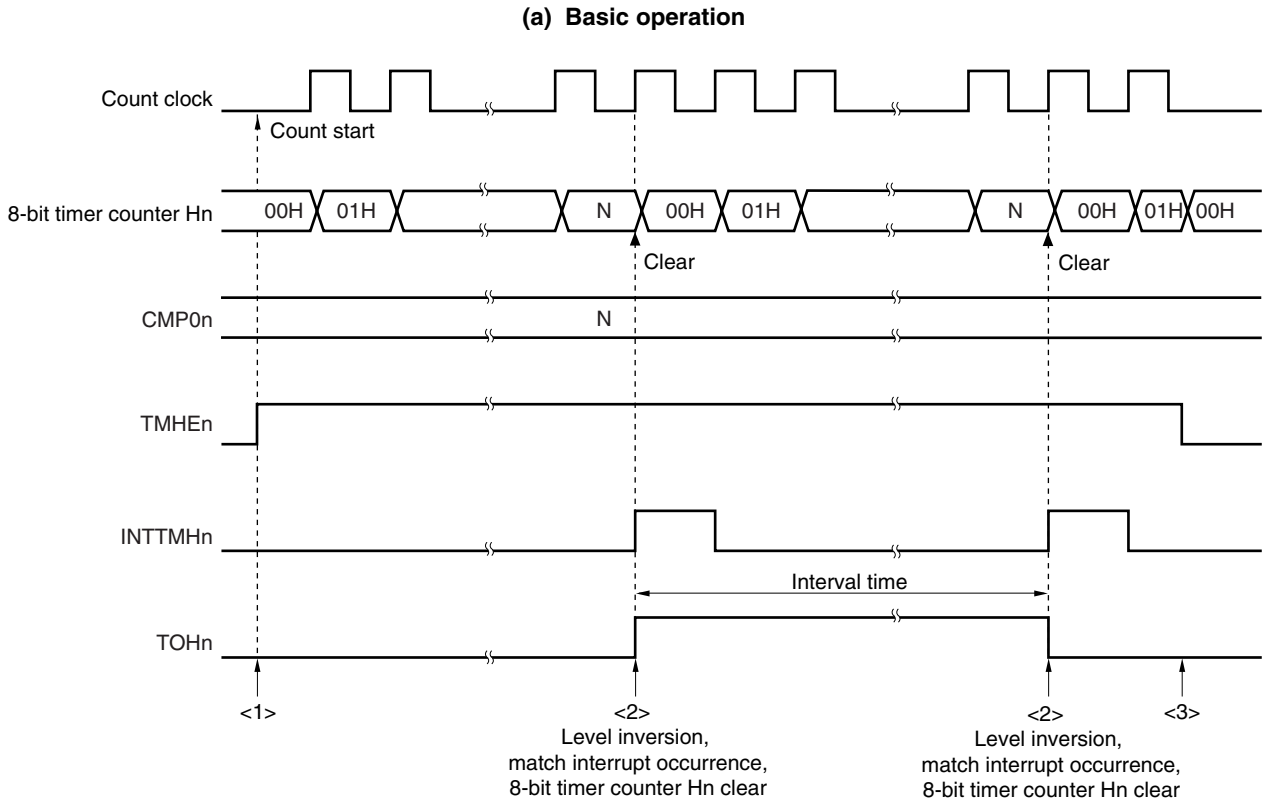 (a) Basic operation
Count clock
Count start
8-bit timer counter Hn
00H 01H N 00H 01H N 00H 01H 00H
Clear Clear
CMP0n
N
TMHEn
INTTMHn
Interval time
TOHn
<1> <2> <2> <3>
Level inversion,
match interrupt occurrence,
8-bit timer counter Hn clear
Level inversion,
match interrupt occurrence,
8-bit timer counter Hn clear